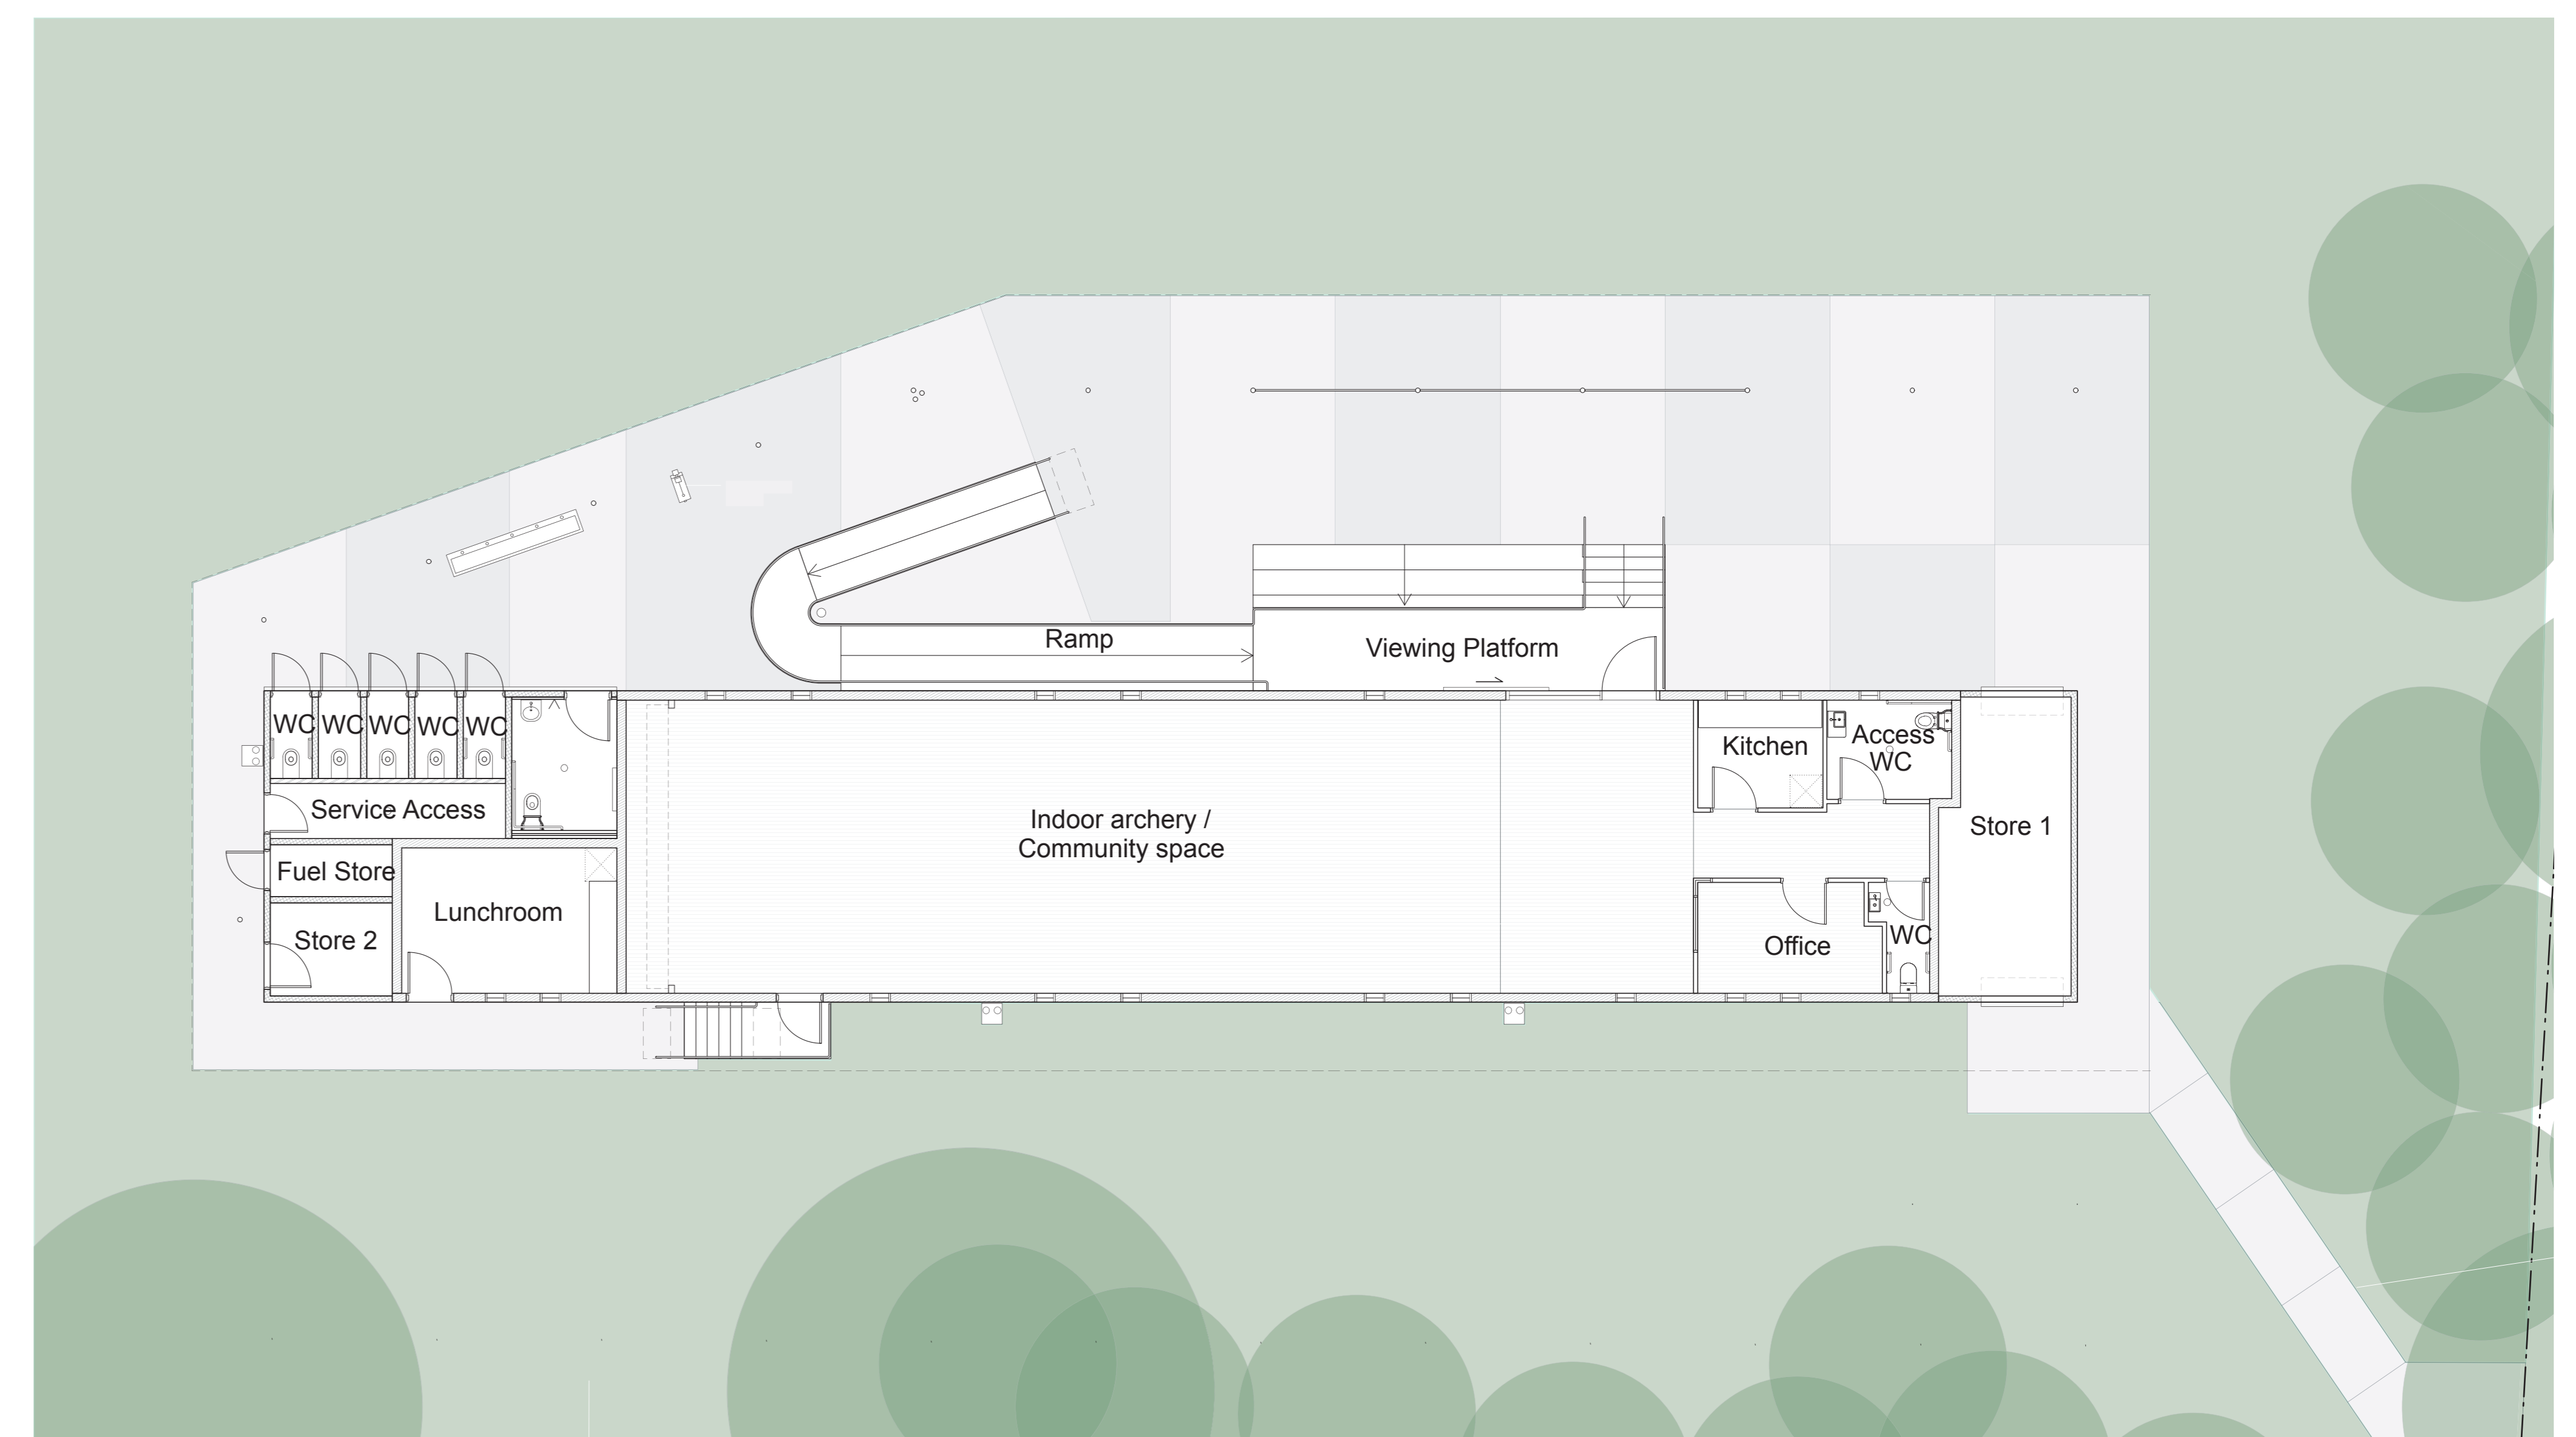 Ramp
Viewing Platform
WC
WC
WC
WC
WC
Kitchen
Access
WC
Service Access
Indoor archery /
Community space
Store 1
Fuel Store
Lunchroom
Store 2
Office
WC